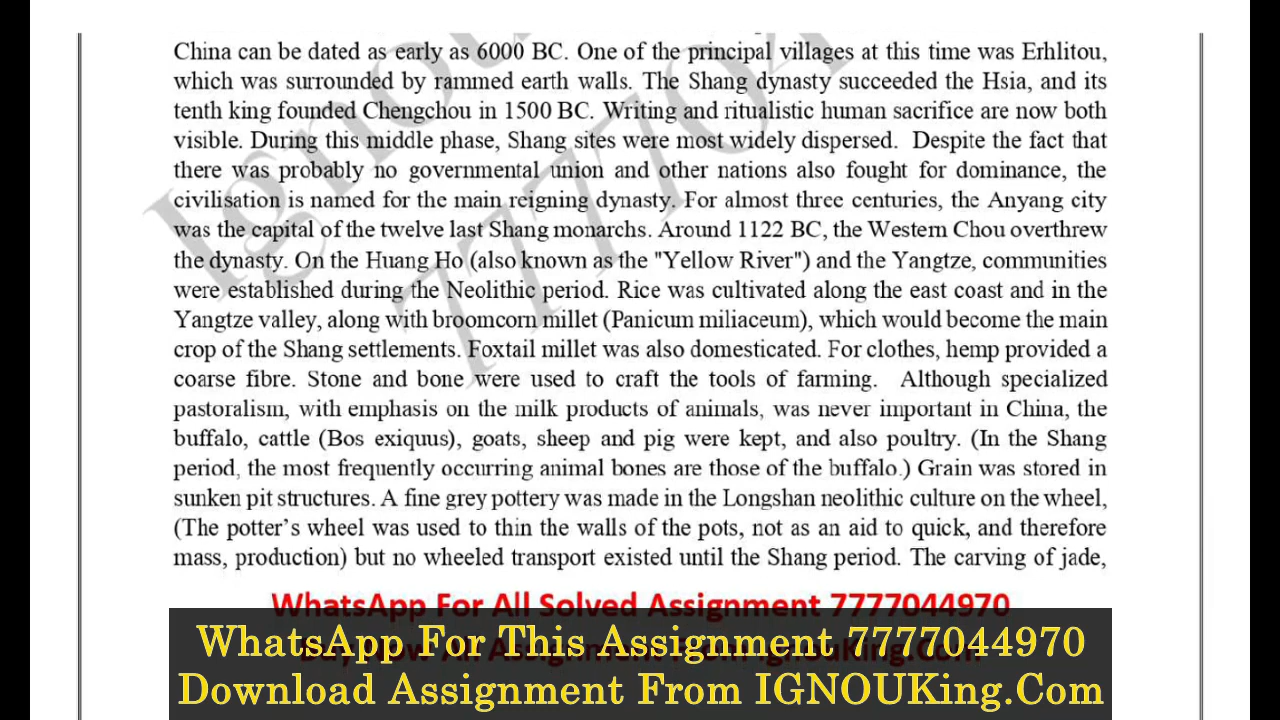 China can be dated as early as 6000 BC. One of the principal villages at this time was Erhlitou,
which was surrounded by rammed earth walls. The Shang dynasty succeeded the Hsia, and its
tenth king founded Chengchou in 1500 BC. Writing and ritualistic human sacrifice are now both
visible. During this middle phase, Shang sites were most widely dispersed. Despite the fact that
there was probably no governmental union and other nations also fought for dominance, the
civilisation is named for the main reigning dynasty. For almost three centuries, the Anyang city
was the capital of the twelve last Shang monarchs. Around 1122 BC, the Western Chou overthrew
the dynasty. On the Huang Ho (also known as the "Yellow River") and the Yangtze, communities
were established during the Neolithic period. Rice was cultivated along the east coast and in the
Yangtze valley, along with broomcorn millet (Panicum miliaceum), which would become the main
crop of the Shang settlements. Foxtail millet was also domesticated. For clothes, hemp provided a
coarse fibre. Stone and bone were used to craft the tools of farming. Although specialized
pastoralism, with emphasis on the milk products of animals, was never important in China, the
buffalo, cattle (Bos exiquus), goats, sheep and pig were kept, and also poultry. (In the Shang
period, the most frequently occurring animal bones are those of the buffalo.) Grain was stored in
sunken pit structures. A fine grey pottery was made in the Longshan neolithic culture on the wheel,
(The potter's wheel was used to thin the walls of the pots, not as an aid to quick, and therefore
mass, production) but no wheeled transport existed until the Shang period. The carving of jade,
WhatsApp For All Solved Assignment 7777044970
WhatsApp For This Assignment 7777044970
Download Assignment From IGNOUKing.Com